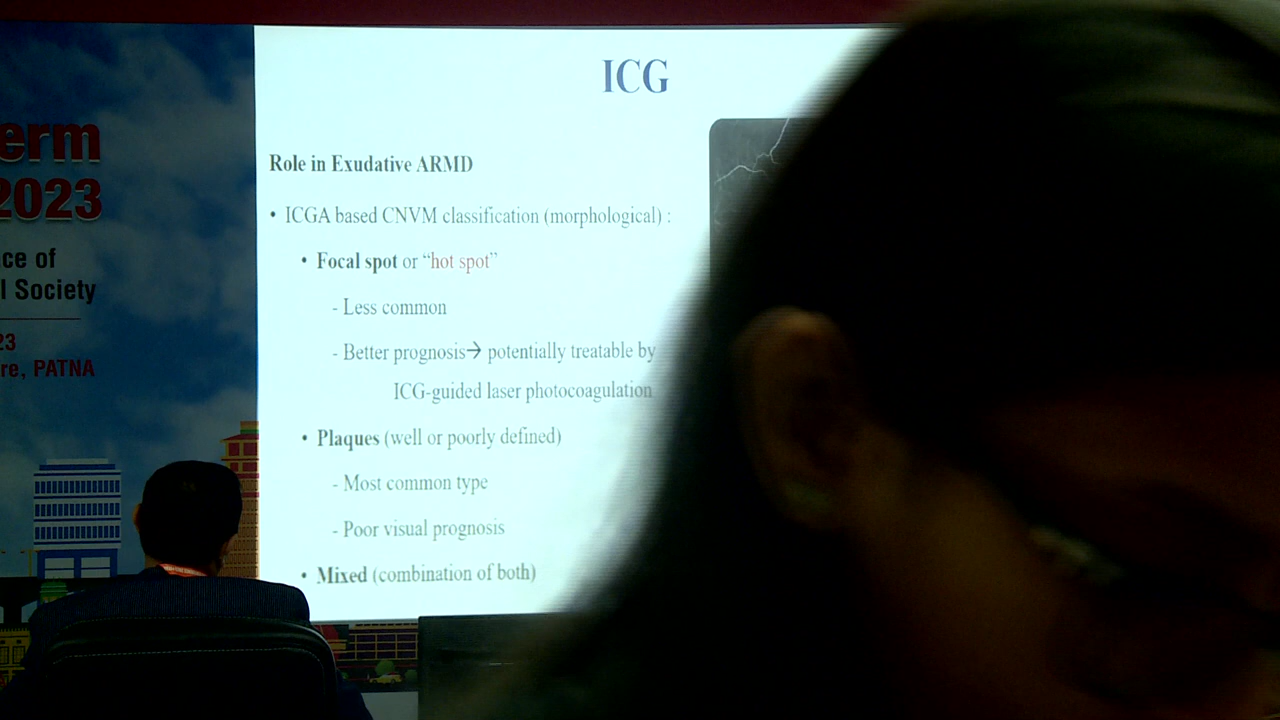 erm
2023
ce of
l Society
23
re, PATNA
ICG
Role in Exudative ARMD
• ICGA based CNVM classification (morphological) :
• Focal spot or “hot spot”
- Less common
- Better prognosis→ potentially treatable by
ICG-guided laser photocoagulation
• Plaques (well or poorly defined)
- Most common type
- Poor visual prognosis
• Mixed (combination of both)